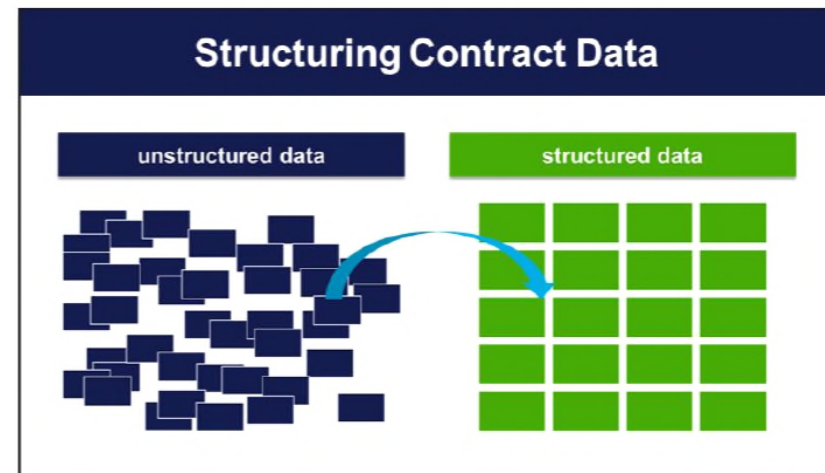 Structuring Contract Data
unstructured data
structured data